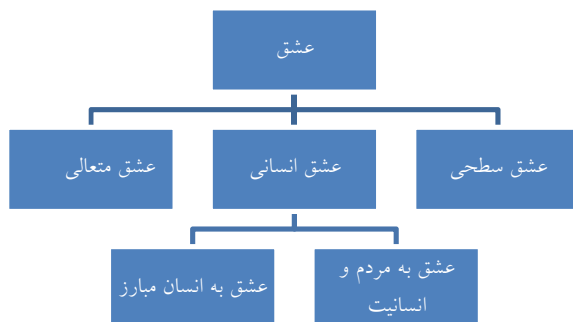 عشق
عشق سطحی
عشق انسانی
عشق متعالی
عشق به مردم و
انسانیت
عشق به انسان مبارز